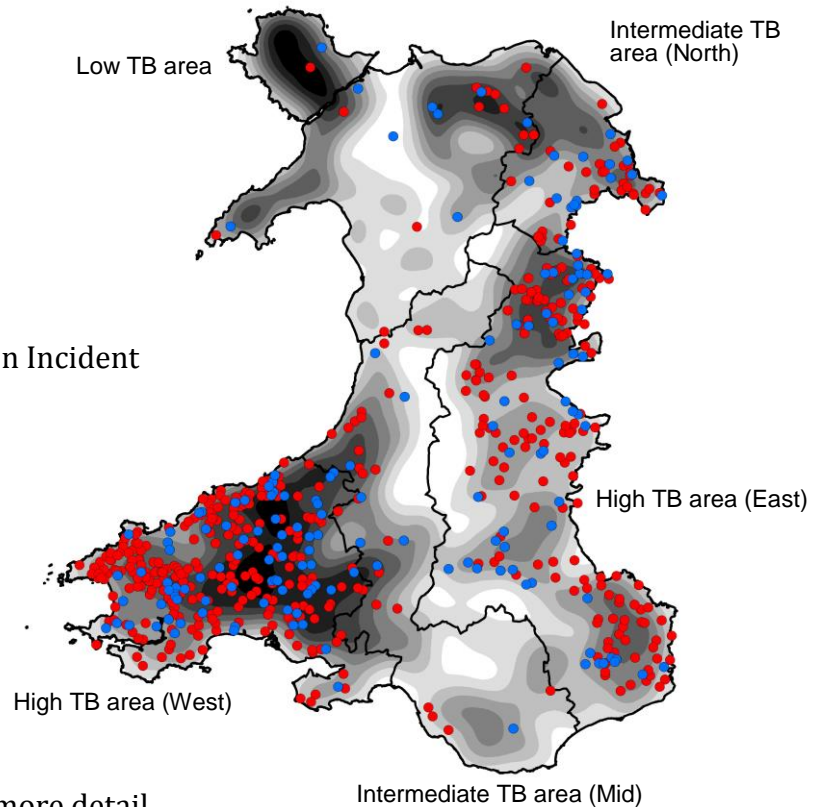 Intermediate TB
area (North)
Low TB area
n Incident
High TB area (East)
High TB area (West)
Intermediate TB area (Mid)
more detail